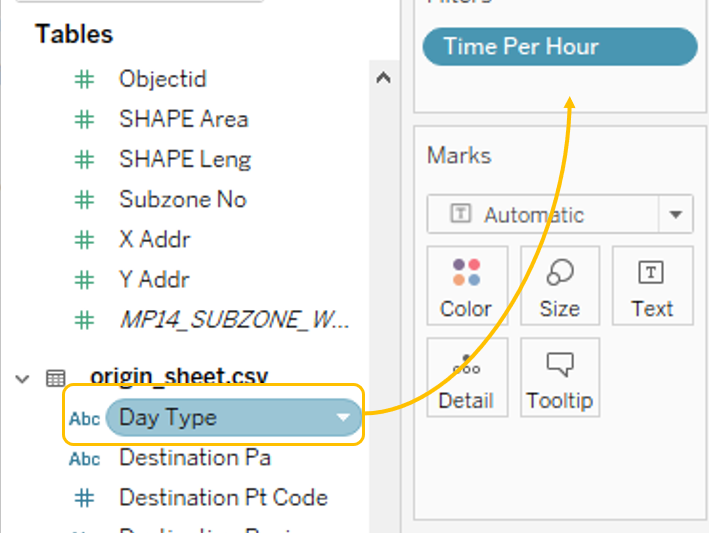 Filters
Tables
Time Per Hour
# Objectid
# SHAPE Area
# SHAPE Leng
# Subzone No
# X Addr
# Y Addr
# MP14_SUBZONE_W...
Marks
T Automatic
Color
Size
T Text
Detail
Tooltip
origin_sheet.csv
Abc Day Type
Abc Destination Pa
# Destination Pt Code